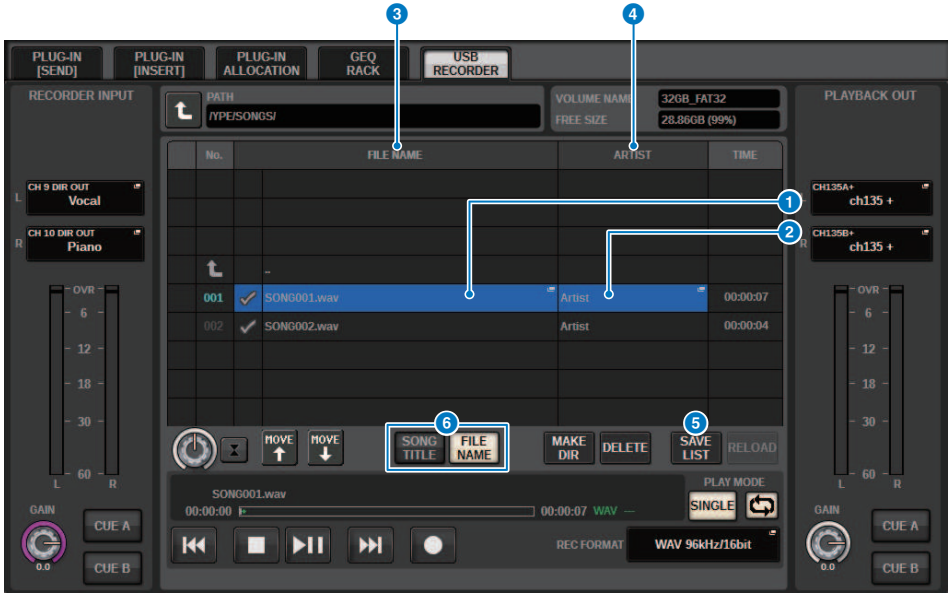 3 4
PLUG-IN [SEND]
PLUG-IN [INSERT]
PLUG-IN ALLOCATION
GEQ RACK
USB RECORDER
RECORDER INPUT
PATH
/YPE/SONGS/
VOLUME NAME 32GB_FAT32
FREE SIZE 28.86GB (99%)
PLAYBACK OUT
No. FILE NAME ARTIST TIME
L CH 9 DIR OUT
Vocal
R CH 10 DIR OUT
Piano
1
2
CH135A+
ch135 +
R CH135B+
ch135 +
001 SONG001.wav Artist 00:00:07
002 SONG002.wav Artist 00:00:04
OVR
6
12
18
30
60
L R
OVR
6
12
18
30
60
L R
6
5
MOVE
MOVE
SONG TITLE
FILE NAME
MAKE DIR
DELETE
SAVE LIST
RELOAD
SONG001.wav
00:00:00 00:00:07 WAV ---
PLAY MODE
SINGLE
REC FORMAT WAV 96kHz/16bit
GAIN
0.0
CUE A
CUE B
GAIN
0.0
CUE A
CUE B